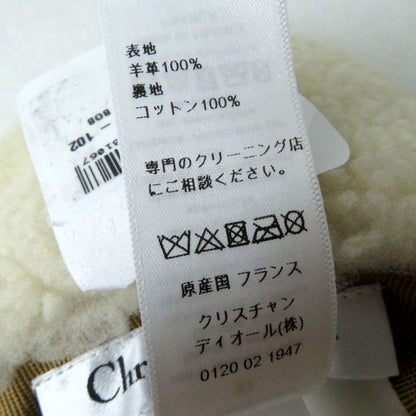 表地
羊革100%
裏地
コットン100%
専門のクリーニング店
にご相談ください。
原産国 フランス
クリスチャン
ディオール(株)
0120 02 1947
Chr
- 102
BOB